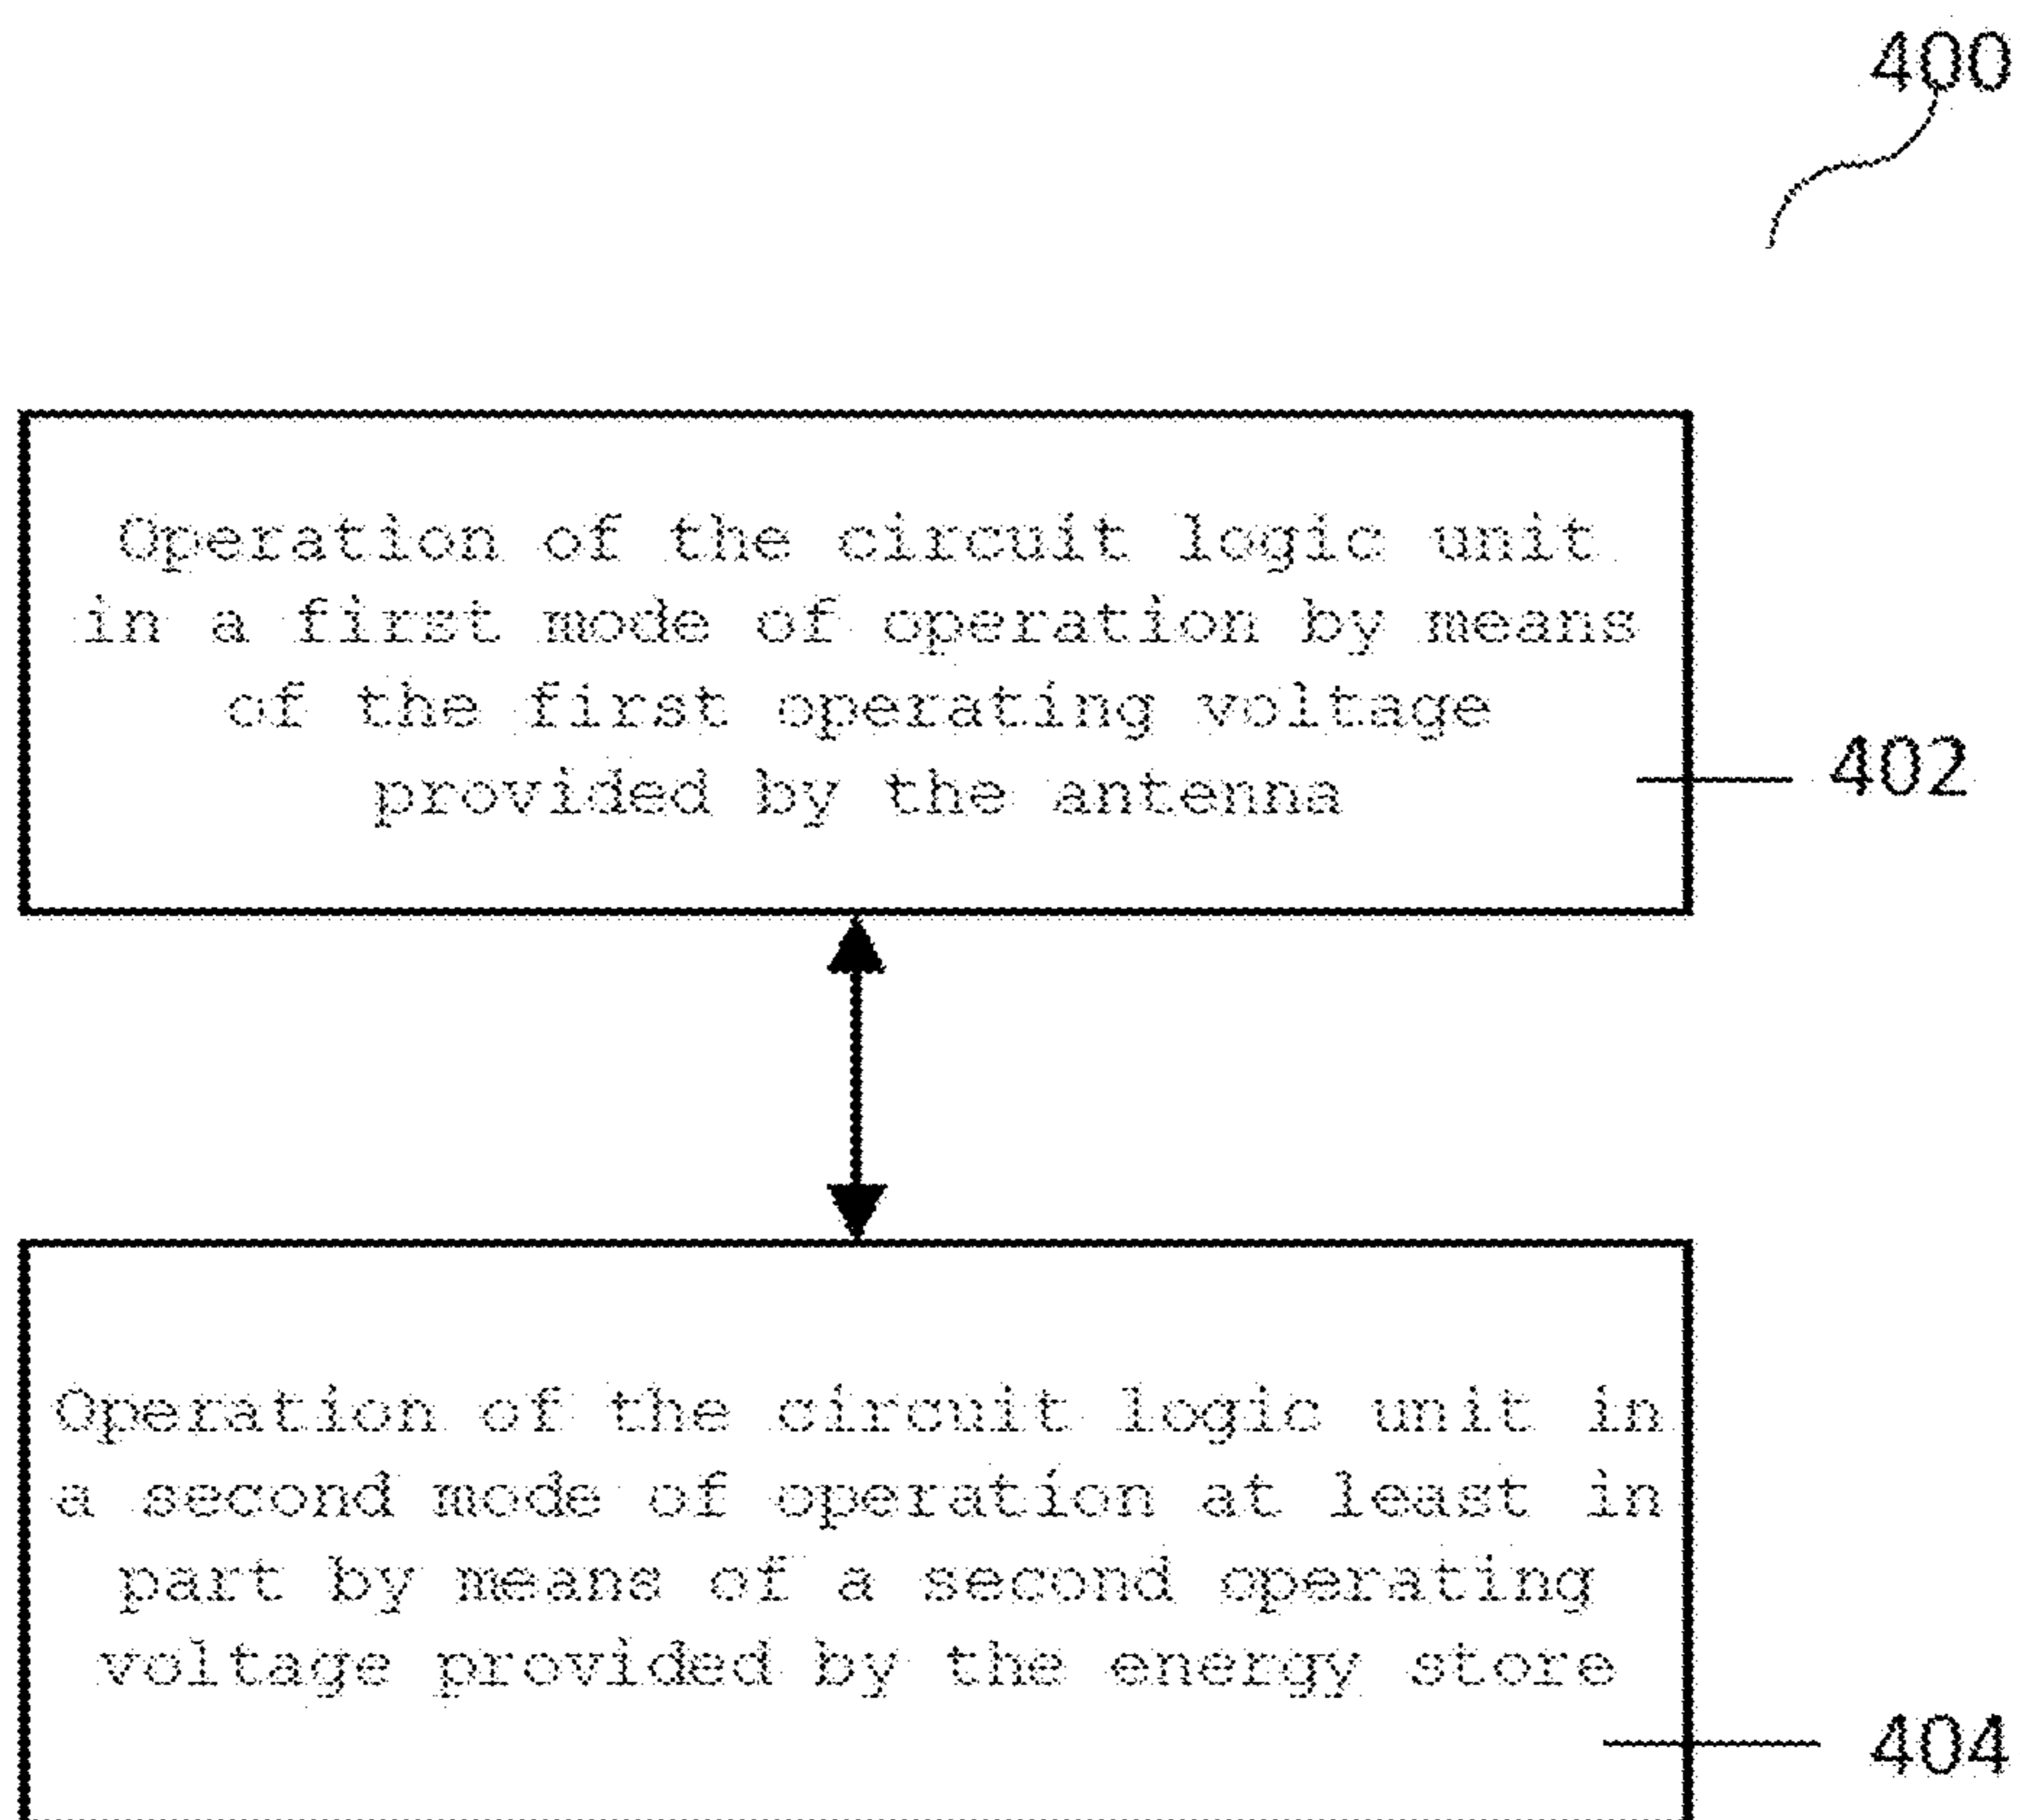 400
Operation of the circuit logic unit
in a first mode of operation by means
of the first operating voltage
provided by the antenna
402
Operation of the circuit logic unit in
a second mode of operation at least in
part by means of a second operating
voltage provided by the energy store
404